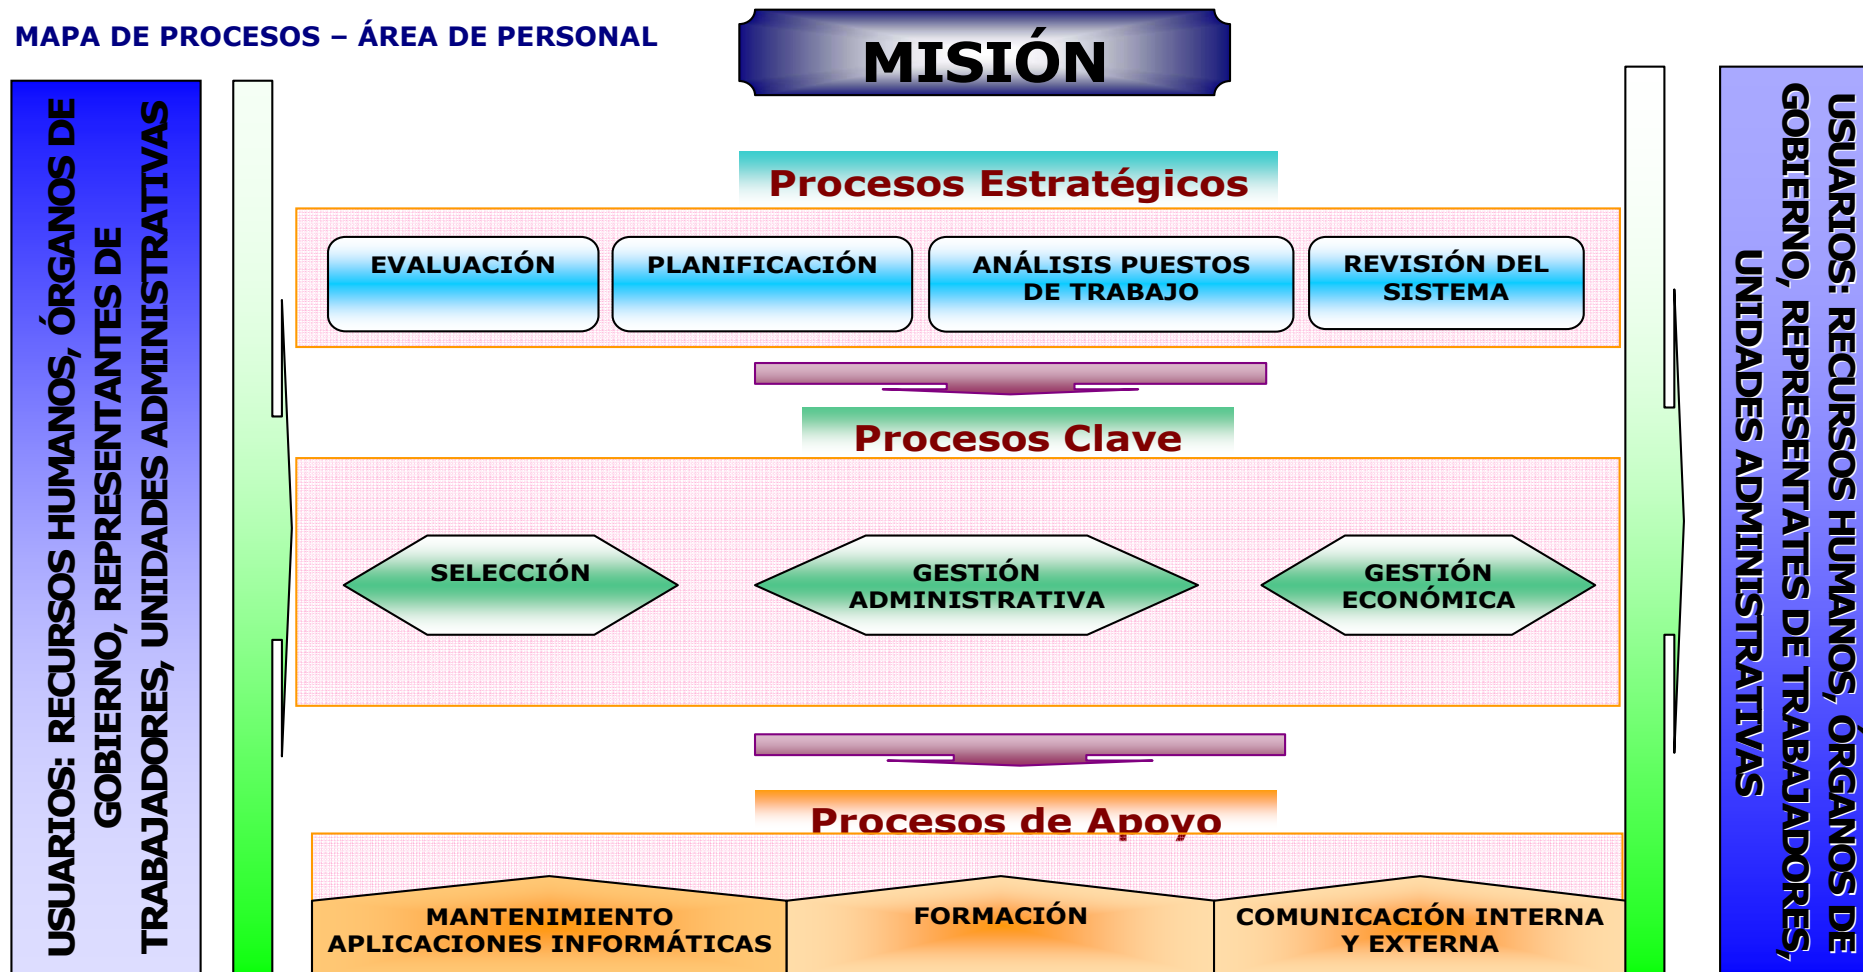 MAPA DE PROCESOS – ÁREA DE PERSONAL
MISIÓN
USUARIOS: RECURSOS HUMANOS, ÓRGANOS DE
GOBIERNO, REPRESENTANTES DE
TRABAJADORES, UNIDADES ADMINISTRATIVAS
Procesos Estratégicos
EVALUACIÓN
PLANIFICACIÓN
ANÁLISIS PUESTOS
DE TRABAJO
REVISIÓN DEL
SISTEMA
Procesos Clave
SELECCIÓN
GESTIÓN
ADMINISTRATIVA
GESTIÓN
ECONÓMICA
Procesos de Apoyo
MANTENIMIENTO
APLICACIONES INFORMÁTICAS
FORMACIÓN
COMUNICACIÓN INTERNA
Y EXTERNA
USUARIOS: RECURSOS HUMANOS, ÓRGANOS DE
GOBIERNO, REPRESENTATES DE TRABAJADORES,
UNIDADES ADMINISTRATIVAS